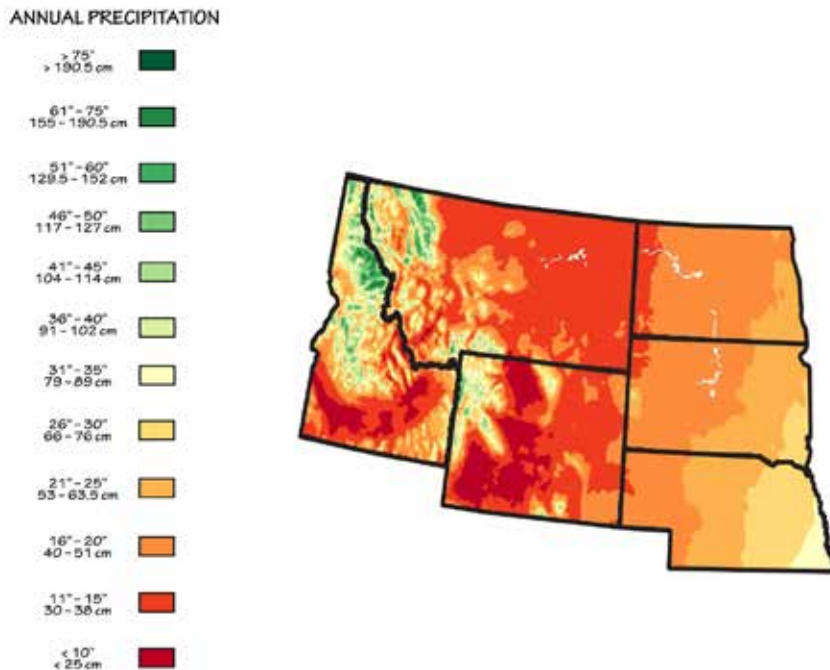 ANNUAL PRECIPITATION
> 75"
> 190.5 cm
61" - 75"
155 - 190.5 cm
51" - 60"
129.5 - 152 cm
46" - 50"
117 - 127 cm
41" - 45"
104 - 114 cm
36" - 40"
91 - 102 cm
31" - 35"
79 - 89 cm
26" - 30"
66 - 76 cm
21" - 25"
53 - 63.5 cm
16" - 20"
40 - 51 cm
11" - 15"
30 - 38 cm
< 10"
< 25 cm